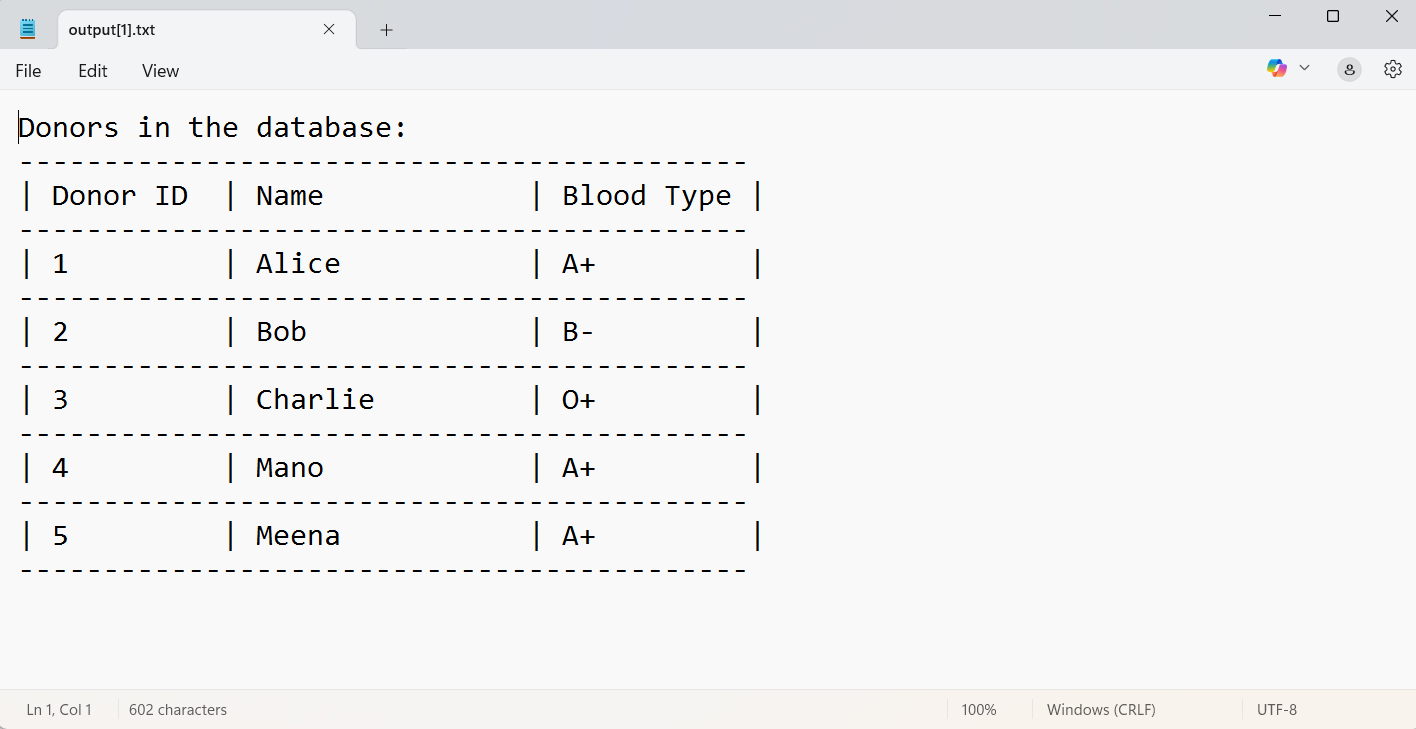 output[1].txt
File Edit View
Donors in the database:
-------------------------------------------
| Donor ID  | Name            | Blood Type |
-------------------------------------------
| 1         | Alice           | A+         |
-------------------------------------------
| 2         | Bob             | B-         |
-------------------------------------------
| 3         | Charlie         | O+         |
-------------------------------------------
| 4         | Mano            | A+         |
-------------------------------------------
| 5         | Meena           | A+         |
-------------------------------------------
Ln 1, Col 1 602 characters 100% Windows (CRLF) UTF-8